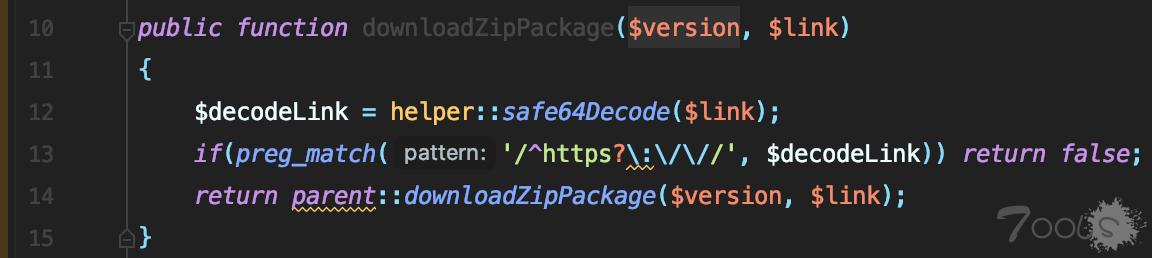 10 public function downloadZipPackage($version, $link)
11 {
12 $decodeLink = helper::safe64Decode($link);
13 if(preg_match( pattern: '/^https?\:\/\//', $decodeLink)) return false;
14 return parent::downloadZipPackage($version, $link);
15 }
7ools